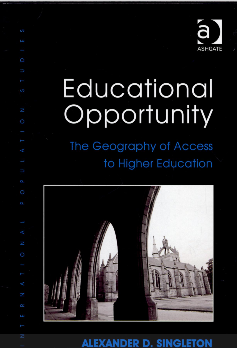 a
ASHGATE
Educational
Opportunity
The Geography of Access
to Higher Education
INTERNATIONAL POPULATION STUDIES
ALEXANDER D. SINGLETON